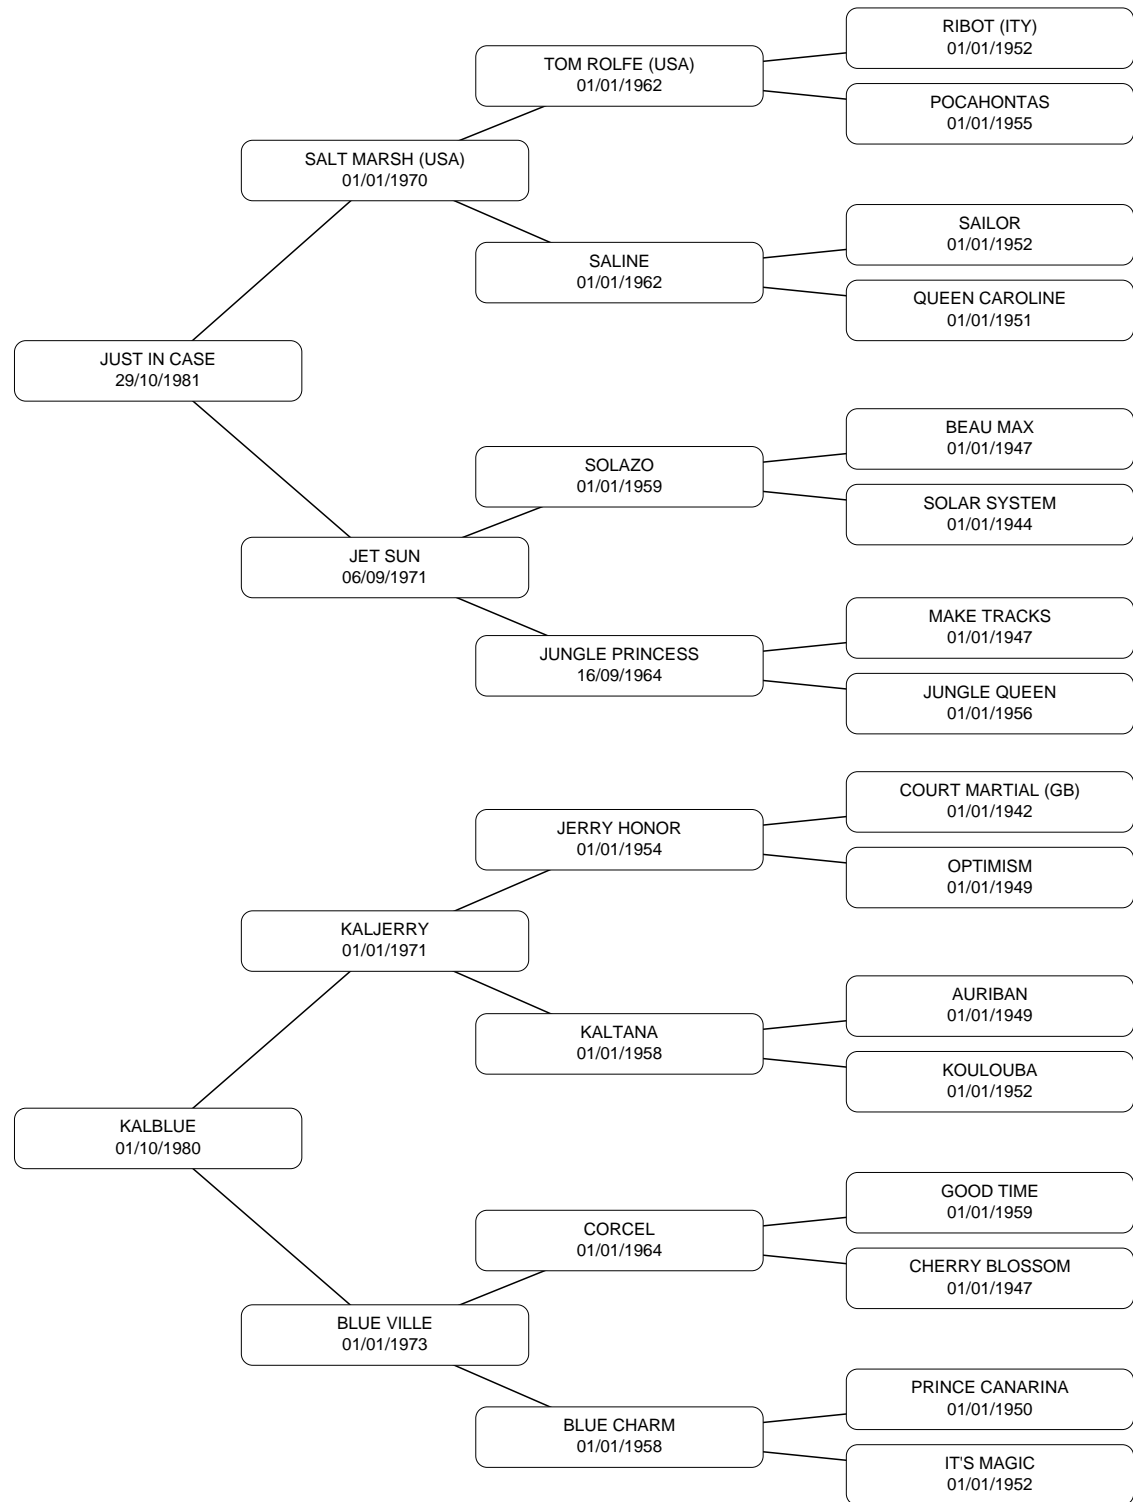 RIBOT (ITY)
01/01/1952
TOM ROLFE (USA)
01/01/1962
POCAHONTAS
01/01/1955
SALT MARSH (USA)
01/01/1970
SAILOR
01/01/1952
SALINE
01/01/1962
QUEEN CAROLINE
01/01/1951
JUST IN CASE
29/10/1981
BEAU MAX
01/01/1947
SOLAZO
01/01/1959
SOLAR SYSTEM
01/01/1944
JET SUN
06/09/1971
MAKE TRACKS
01/01/1947
JUNGLE PRINCESS
16/09/1964
JUNGLE QUEEN
01/01/1956
COURT MARTIAL (GB)
01/01/1942
JERRY HONOR
01/01/1954
OPTIMISM
01/01/1949
KALJERRY
01/01/1971
AURIBAN
01/01/1949
KALTANA
01/01/1958
KOULOUBA
01/01/1952
KALBLUE
01/10/1980
GOOD TIME
01/01/1959
CORCEL
01/01/1964
CHERRY BLOSSOM
01/01/1947
BLUE VILLE
01/01/1973
PRINCE CANARINA
01/01/1950
BLUE CHARM
01/01/1958
IT'S MAGIC
01/01/1952